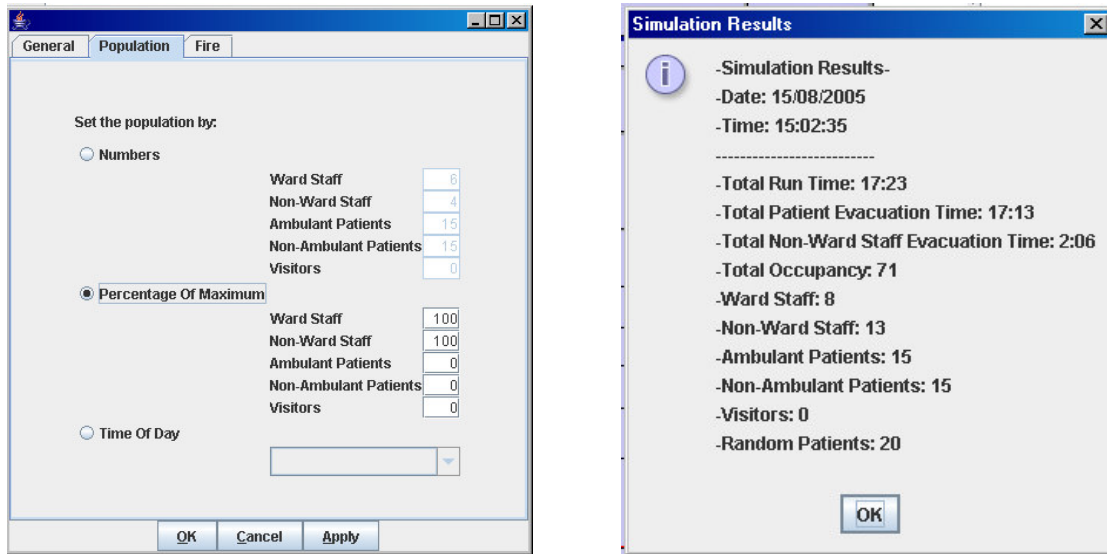 General Population Fire
Set the population by:
Numbers
Ward Staff 6
Non-Ward Staff 4
Ambulant Patients 15
Non-Ambulant Patients 15
Visitors 0
Percentage Of Maximum
Ward Staff 100
Non-Ward Staff 100
Ambulant Patients 0
Non-Ambulant Patients 0
Visitors 0
Time Of Day
OK Cancel Apply
Simulation Results
-Simulation Results-
-Date: 15/08/2005
-Time: 15:02:35
--------------------------
-Total Run Time: 17:23
-Total Patient Evacuation Time: 17:13
-Total Non-Ward Staff Evacuation Time: 2:06
-Total Occupancy: 71
-Ward Staff: 8
-Non-Ward Staff: 13
-Ambulant Patients: 15
-Non-Ambulant Patients: 15
-Visitors: 0
-Random Patients: 20
OK